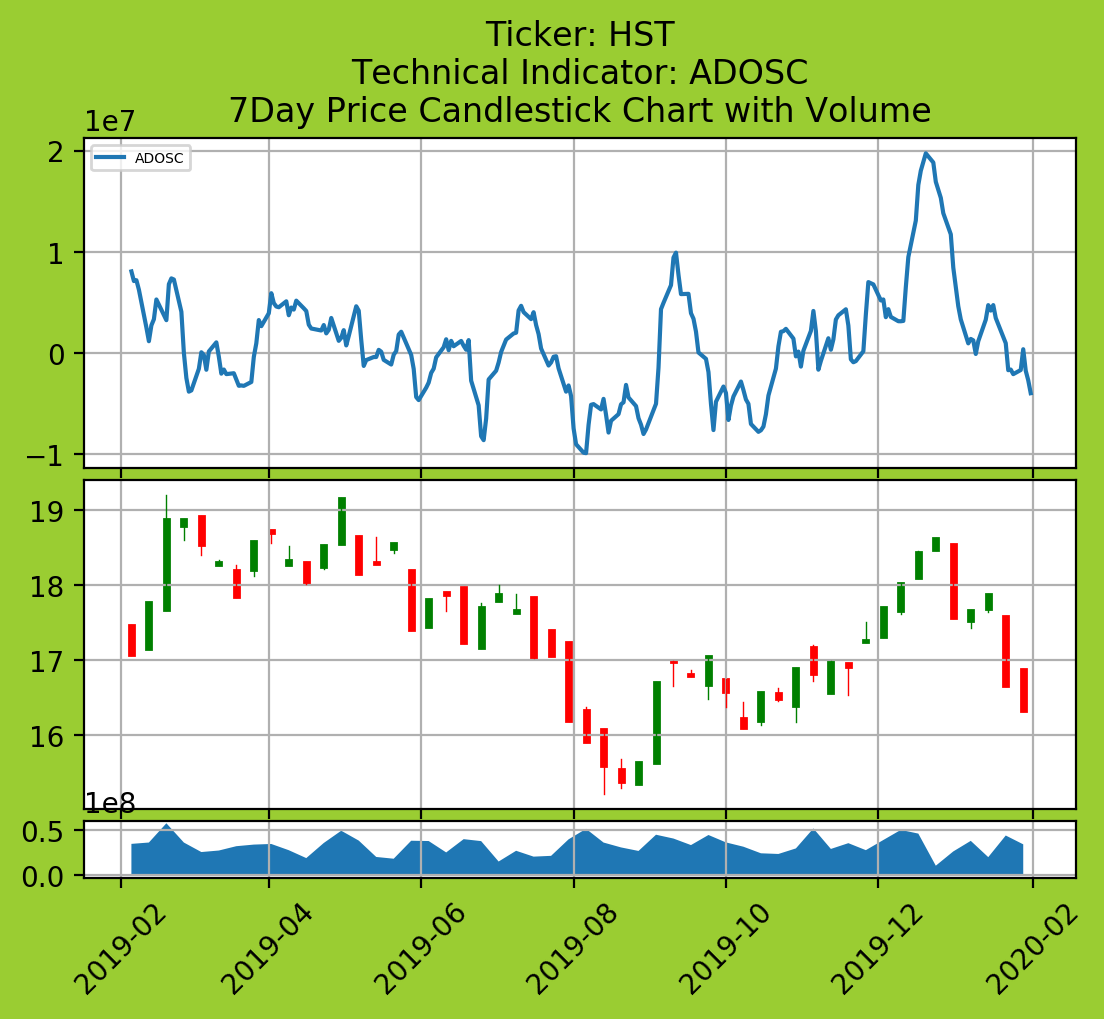 Ticker: HST
Technical Indicator: ADOSC
7Day Price Candlestick Chart with Volume
1e7
ADOSC
2
1
0
−1
19
18
17
16
1e8
0.5
0.0
2019-02
2019-04
2019-06
2019-08
2019-10
2019-12
2020-02